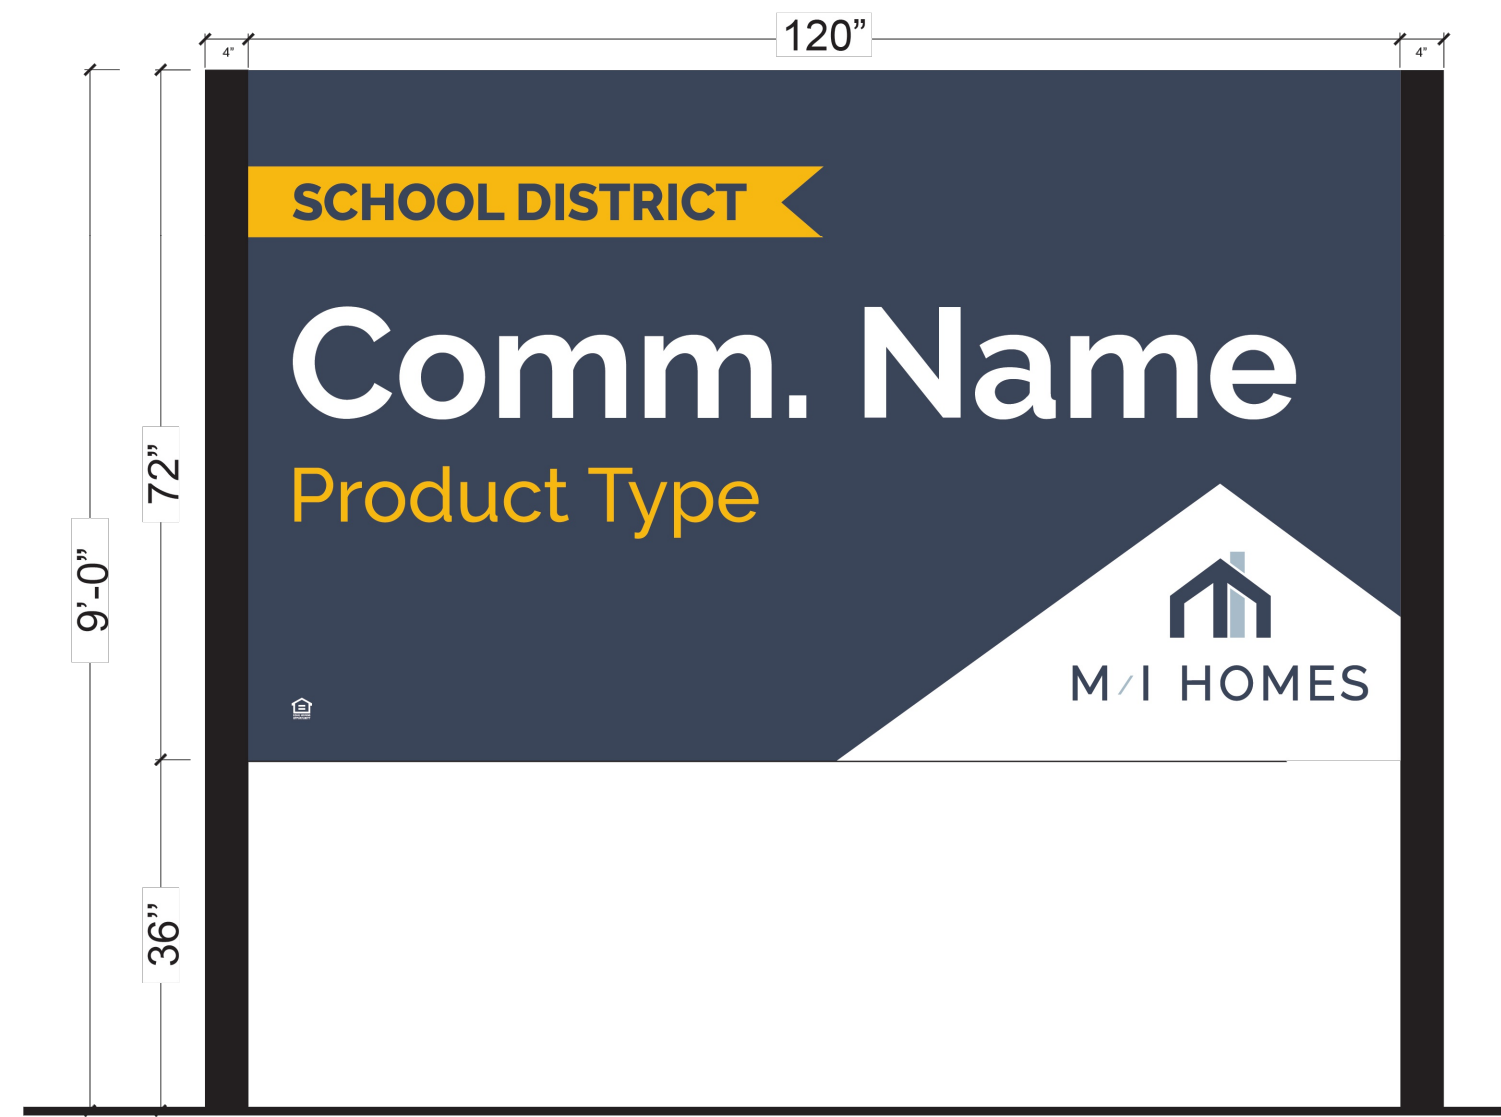 120”
4”
4”
SCHOOL DISTRICT
Comm. Name
Product Type
72”
9’-0”
M/I HOMES
36”